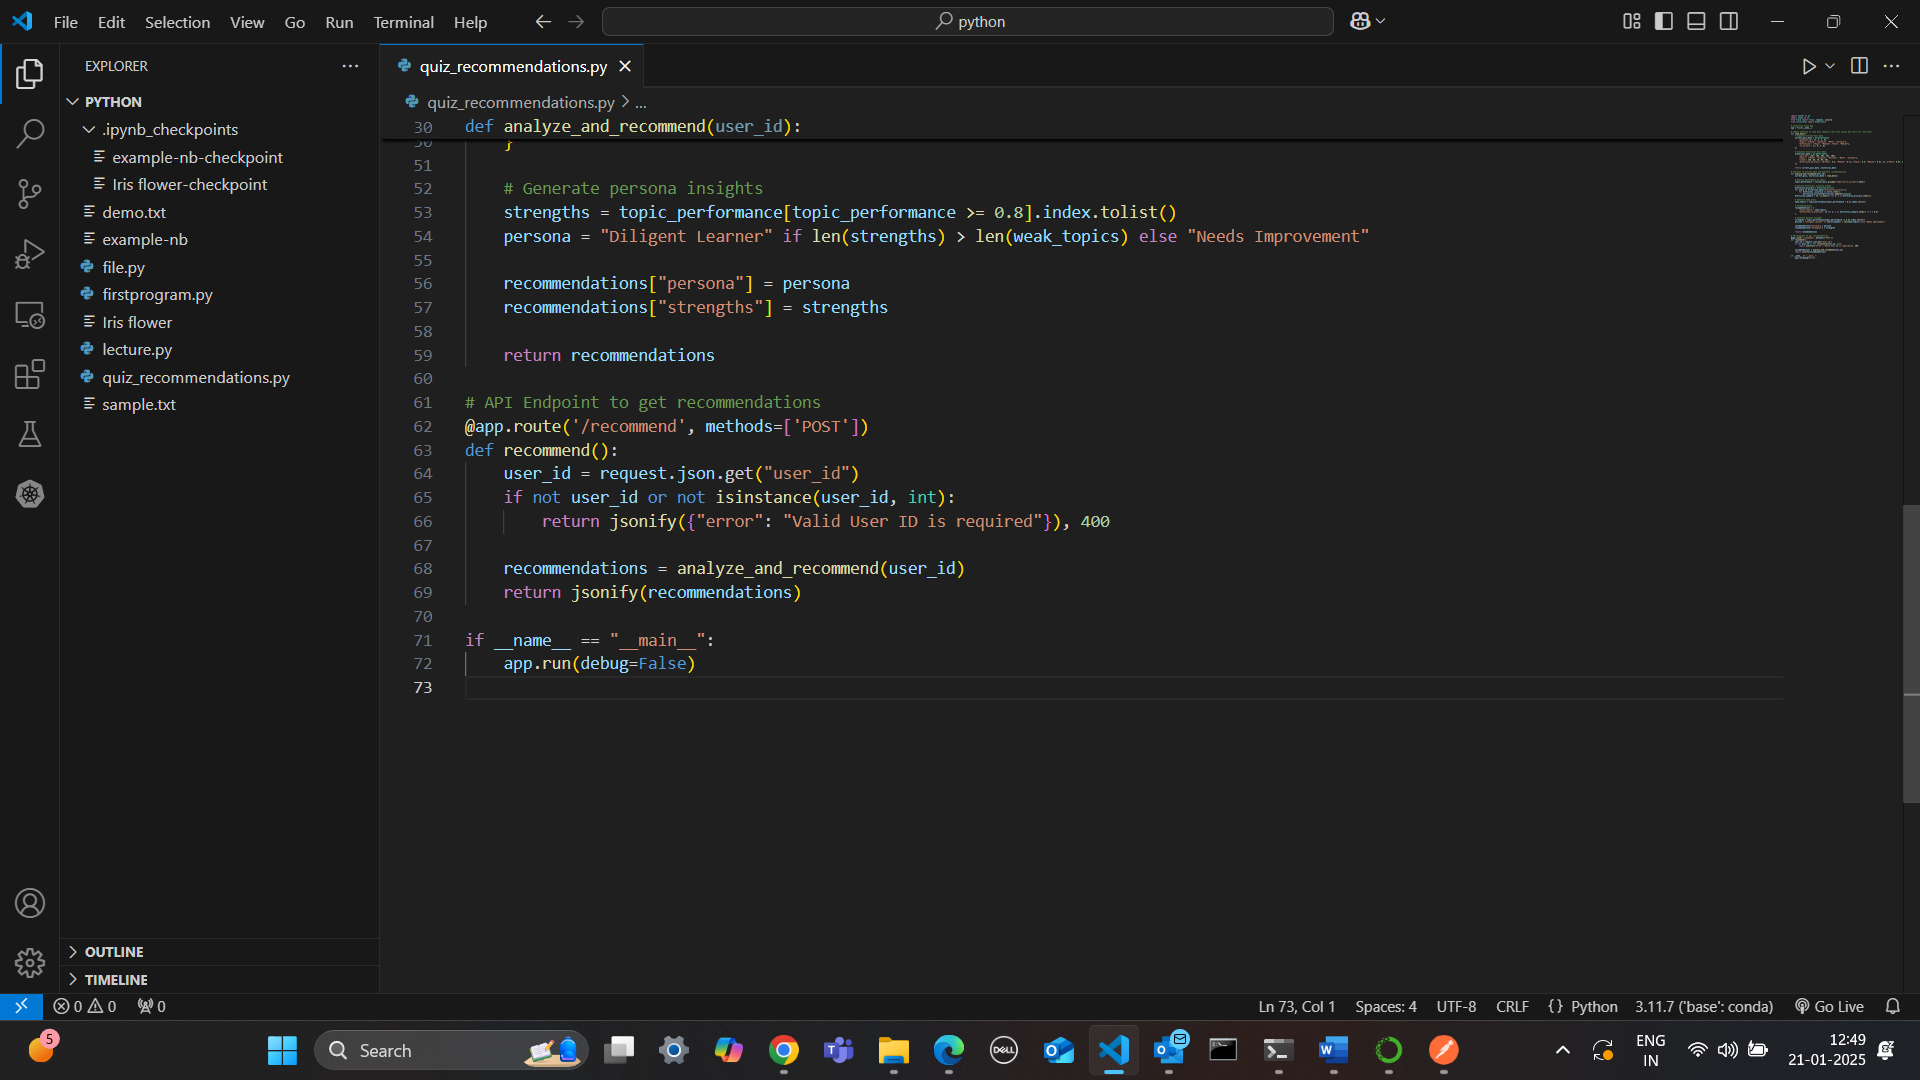 File Edit Selection View Go Run Terminal Help
python
EXPLORER
PYTHON
.ipynb_checkpoints
example-nb-checkpoint
Iris flower-checkpoint
demo.txt
example-nb
file.py
firstprogram.py
Iris flower
lecture.py
quiz_recommendations.py
sample.txt
OUTLINE
TIMELINE
quiz_recommendations.py
quiz_recommendations.py > ...
30 def analyze_and_recommend(user_id):
50 }
51
52 # Generate persona insights
53 strengths = topic_performance[topic_performance >= 0.8].index.tolist()
54 persona = "Diligent Learner" if len(strengths) > len(weak_topics) else "Needs Improvement"
55
56 recommendations["persona"] = persona
57 recommendations["strengths"] = strengths
58
59 return recommendations
60
61 # API Endpoint to get recommendations
62 @app.route('/recommend', methods=['POST'])
63 def recommend():
64 user_id = request.json.get("user_id")
65 if not user_id or not isinstance(user_id, int):
66 return jsonify({"error": "Valid User ID is required"}), 400
67
68 recommendations = analyze_and_recommend(user_id)
69 return jsonify(recommendations)
70
71 if __name__ == "__main__":
72 app.run(debug=False)
73
0 0 0
Ln 73, Col 1 Spaces: 4 UTF-8 CRLF {} Python 3.11.7 ('base': conda) Go Live
5
Search
DELL
ENG
IN
12:49
21-01-2025